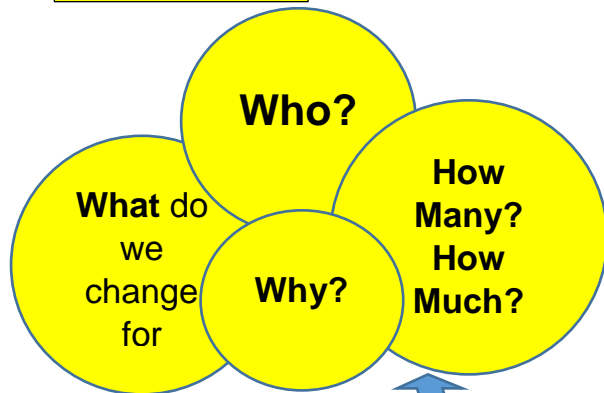 Who?
What do
we
change
for
Why?
How
Many?
How
Much?